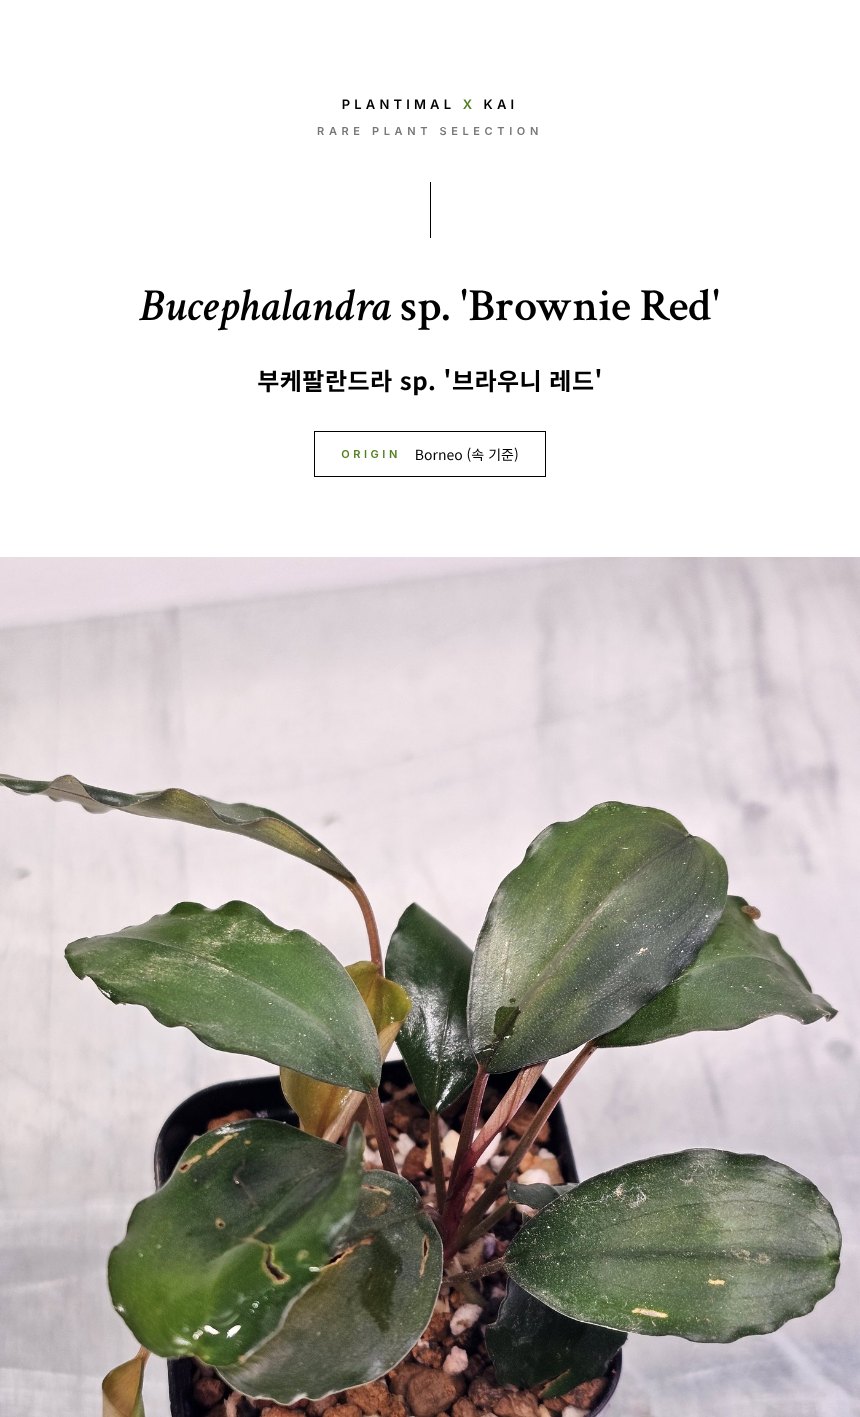 PLANTIMAL X KAI
RARE PLANT SELECTION
Bucephalandra sp. 'Brownie Red'
부케팔란드라 sp. '브라우니 레드'
ORIGIN Borneo (속 기준)